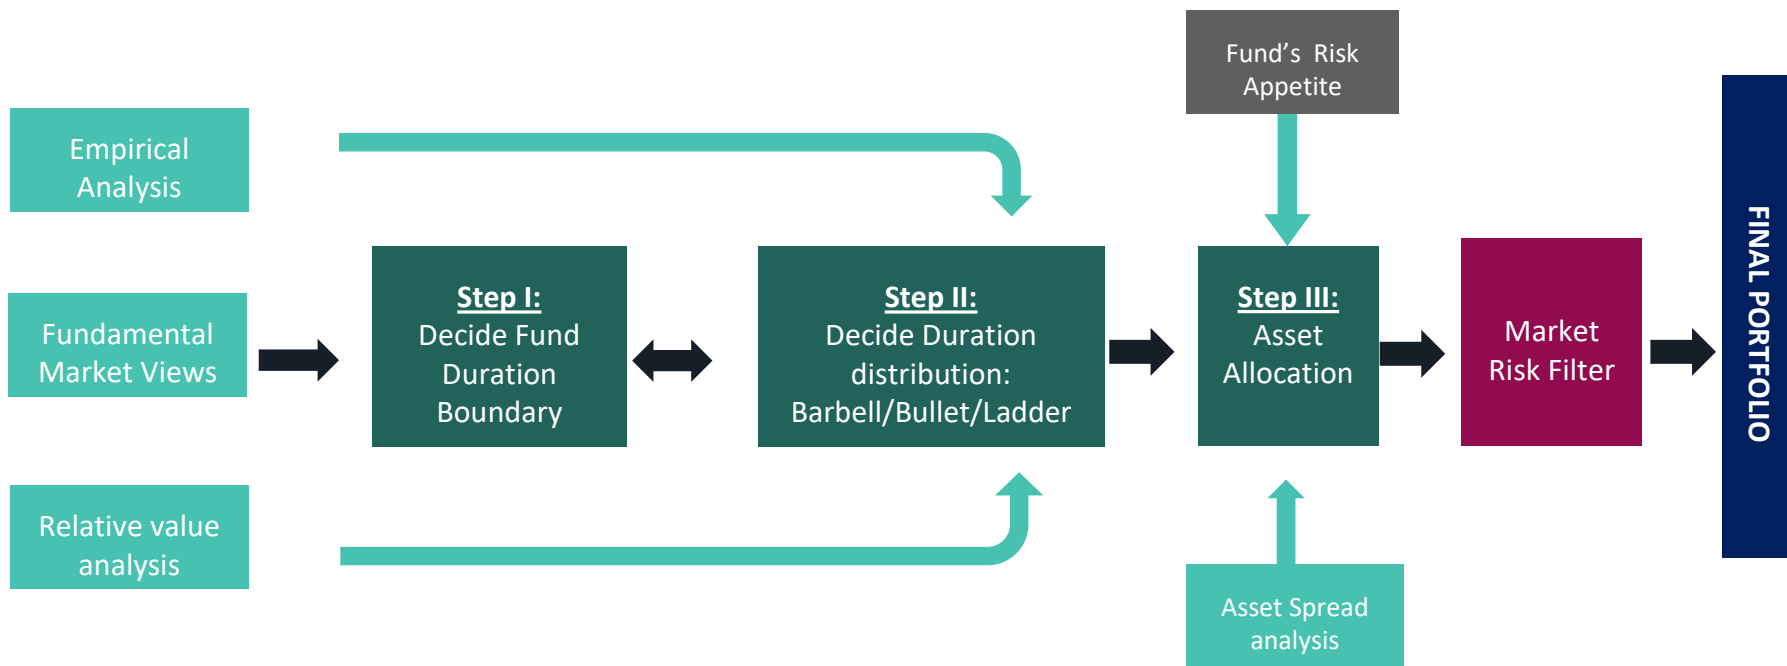 Fund's  Risk
Appetite
Empirical
Analysis
Fundamental
Market Views
Relative value
analysis
Step I:
Decide Fund
Duration
Boundary
Step II:
Decide Duration
distribution:
Barbell/Bullet/Ladder
Step III:
Asset
Allocation
Asset Spread
analysis
Market
Risk Filter
FINAL PORTFOLIO